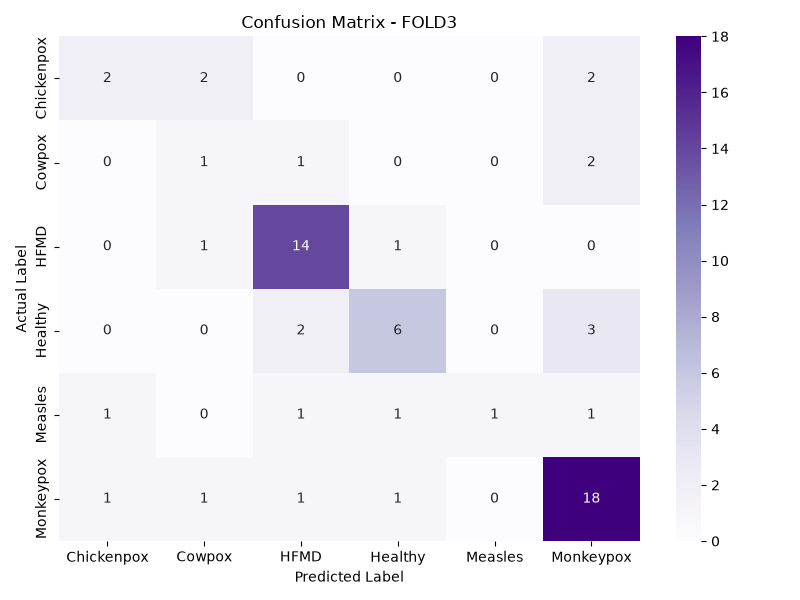 Confusion Matrix - FOLD3
Actual Label
Chickenpox 2 2 0 0 0 2
Cowpox 0 1 1 0 0 2
HFMD 0 1 14 1 0 0
Healthy 0 0 2 6 0 3
Measles 1 0 1 1 1 1
Monkeypox 1 1 1 1 0 18
Chickenpox Cowpox HFMD Healthy Measles Monkeypox
Predicted Label
18
16
14
12
10
8
6
4
2
0